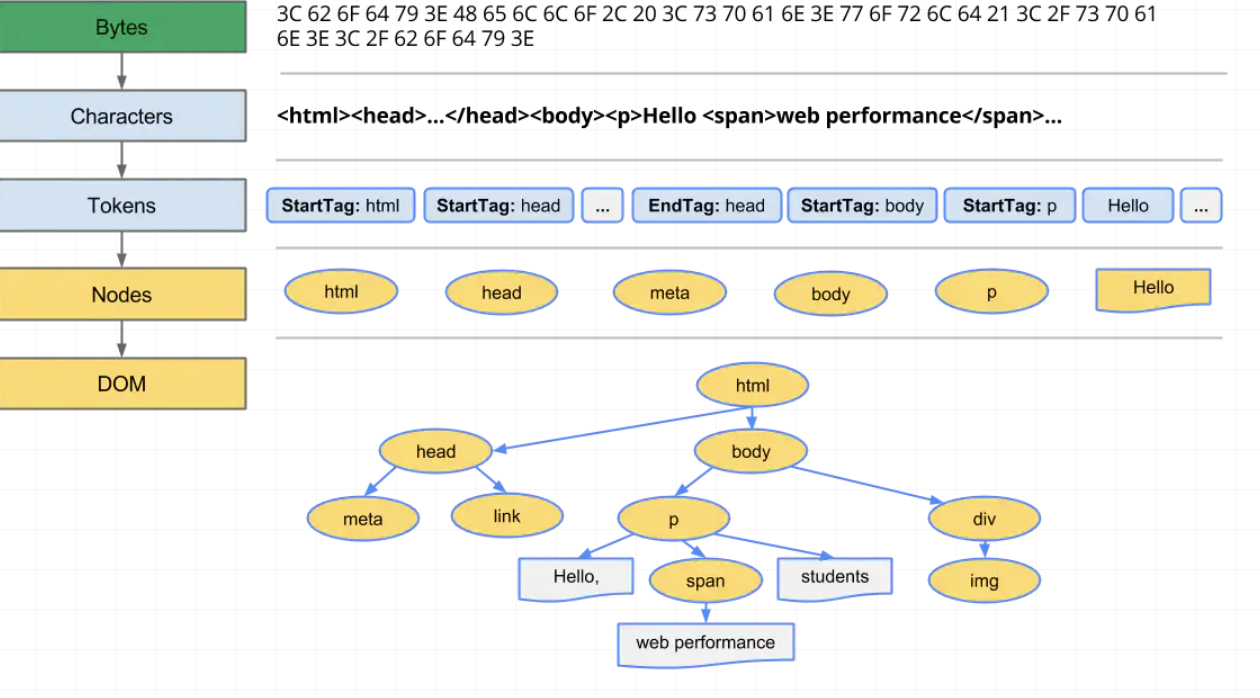 Bytes
3C 62 6F 64 79 3E 48 65 6C 6C 6F 2C 20 3C 73 70 61 6E 3E 77 6F 72 6C 64 21 3C 2F 73 70 61
6E 3E 3C 2F 62 6F 64 79 3E
Characters
<html><head>...</head><body><p>Hello <span>web performance</span>...
Tokens
StartTag: html StartTag: head ... EndTag: head StartTag: body StartTag: p Hello ...
Nodes
html head meta body p Hello
DOM
html
head body
meta link p div
Hello, span students img
web performance